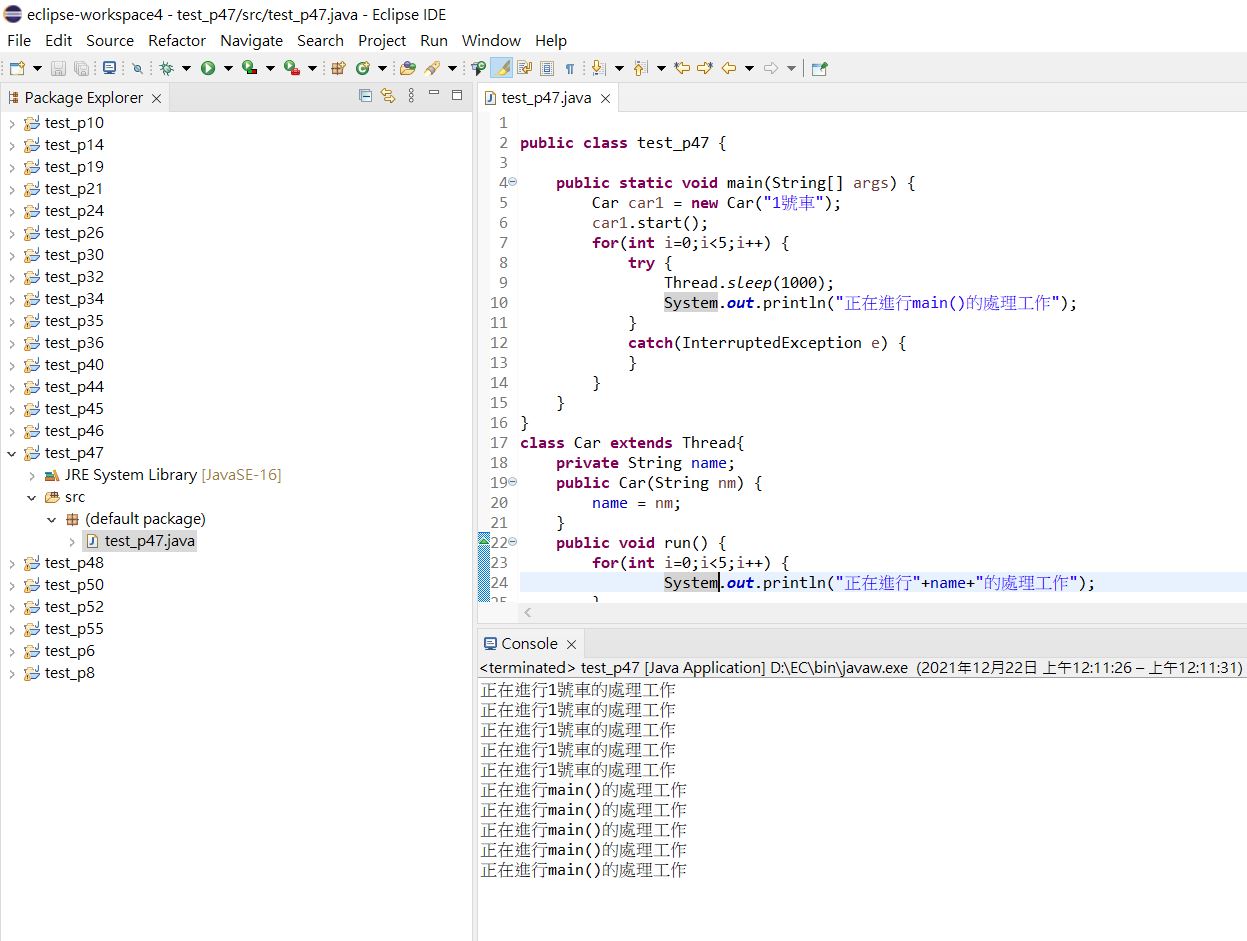 eclipse-workspace4 - test_p47/src/test_p47.java - Eclipse IDE
File Edit Source Refactor Navigate Search Project Run Window Help
Package Explorer
test_p10
test_p14
test_p19
test_p21
test_p24
test_p26
test_p30
test_p32
test_p34
test_p35
test_p36
test_p40
test_p44
test_p45
test_p46
test_p47
JRE System Library [JavaSE-16]
src
(default package)
test_p47.java
test_p48
test_p50
test_p52
test_p55
test_p6
test_p8
test_p47.java
1
2 public class test_p47 {
3
4 public static void main(String[] args) {
5 Car car1 = new Car("1號車");
6 car1.start();
7 for(int i=0;i<5;i++) {
8 try {
9 Thread.sleep(1000);
10 System.out.println("正在進行main()的處理工作");
11 }
12 catch(InterruptedException e) {
13 }
14 }
15 }
16 }
17 class Car extends Thread{
18 private String name;
19 public Car(String nm) {
20 name = nm;
21 }
22 public void run() {
23 for(int i=0;i<5;i++) {
24 System.out.println("正在進行"+name+"的處理工作");
25 }
Console
<terminated> test_p47 [Java Application] D:\EC\bin\javaw.exe (2021年12月22日 上午12:11:26 – 上午12:11:31)
正在進行1號車的處理工作
正在進行1號車的處理工作
正在進行1號車的處理工作
正在進行1號車的處理工作
正在進行1號車的處理工作
正在進行main()的處理工作
正在進行main()的處理工作
正在進行main()的處理工作
正在進行main()的處理工作
正在進行main()的處理工作